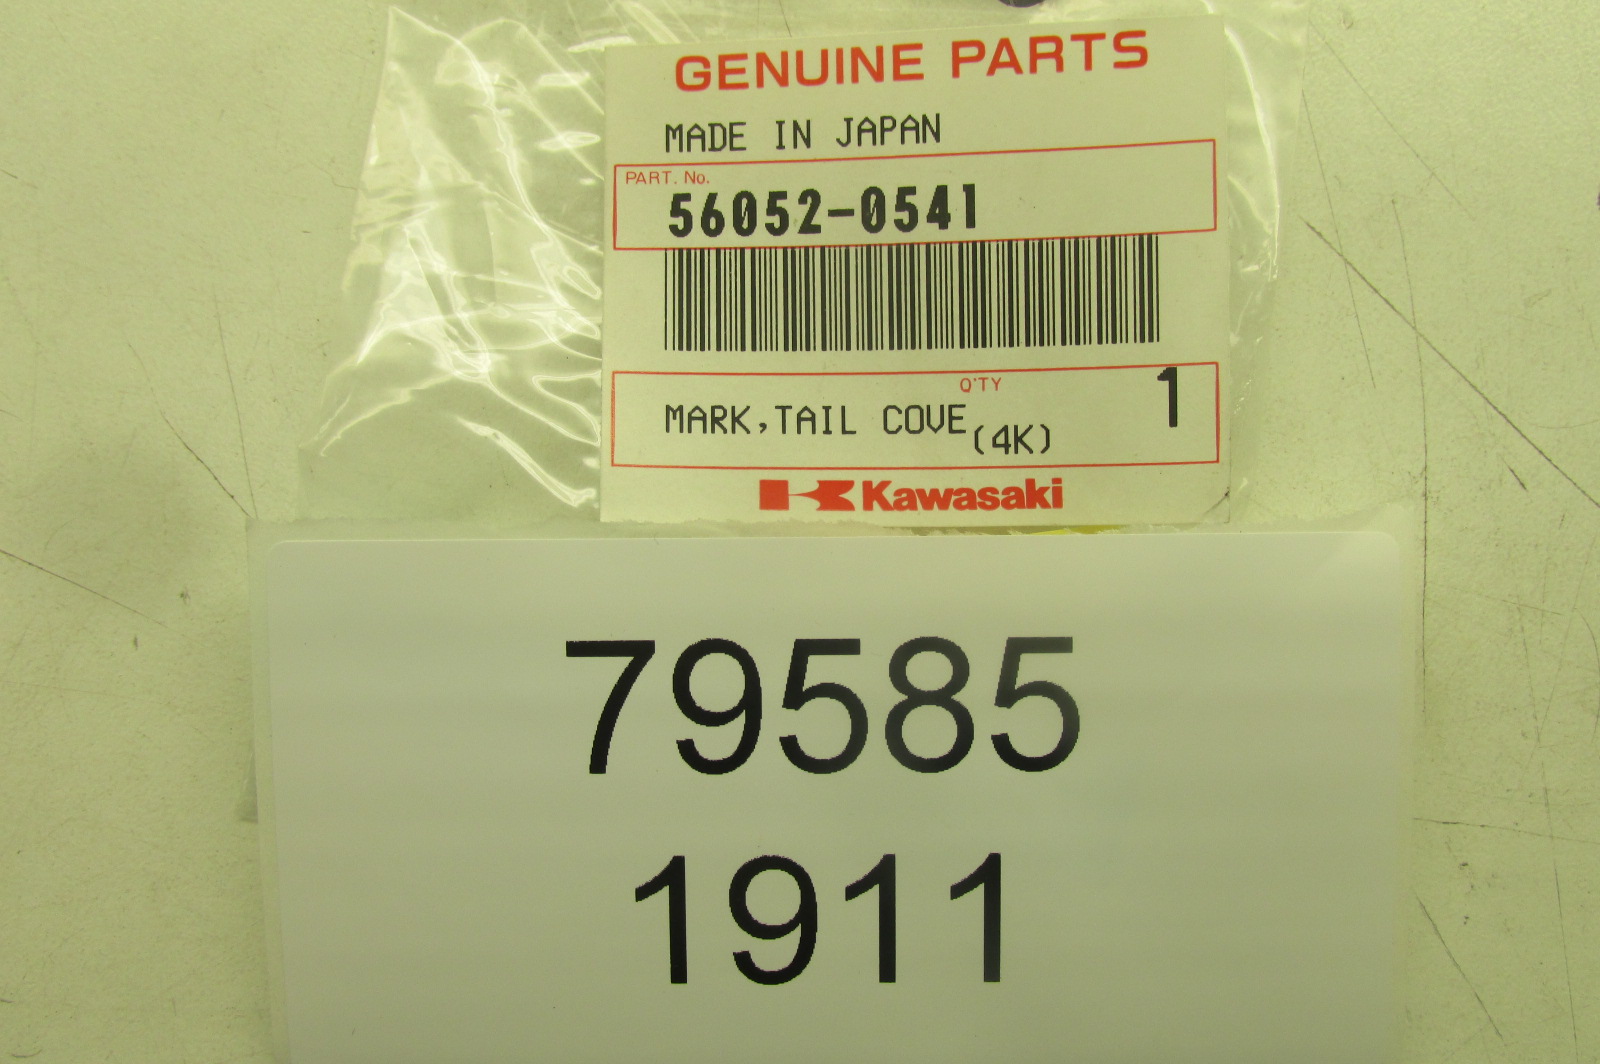 GENUINE PARTS
MADE IN JAPAN
PART. No.
56052-0541
Q'TY
MARK,TAIL COVE(4K) 1
Kawasaki
79585
1911